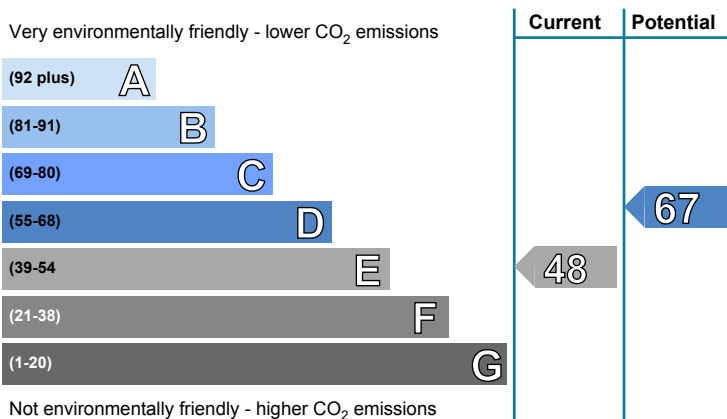 Current Potential
Very environmentally friendly - lower CO2 emissions
(92 plus) A
(81-91) B
(69-80) C
(55-68) D
67
(39-54 E
48
(21-38) F
(1-20) G
Not environmentally friendly - higher CO2 emissions